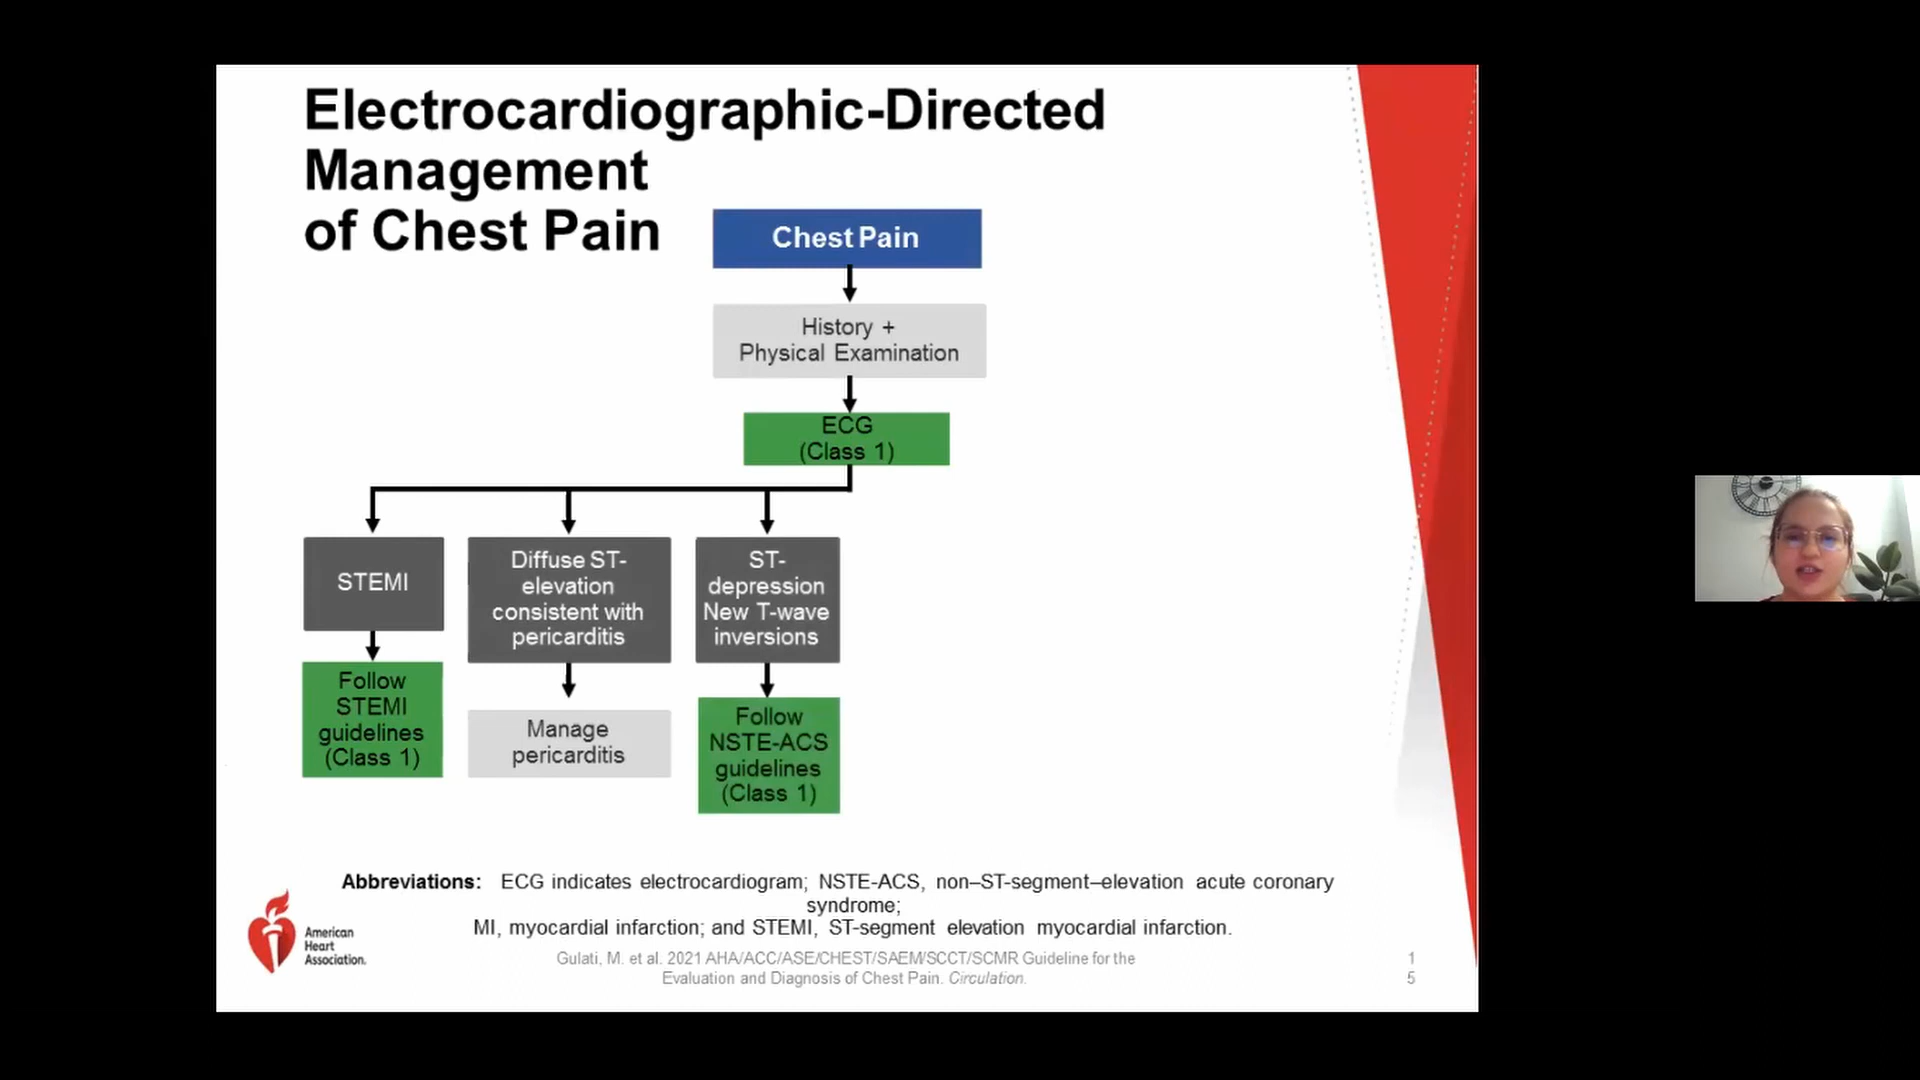 Electrocardiographic-Directed
Management
of Chest Pain
Chest Pain
History +
Physical Examination
ECG
(Class 1)
STEMI
Diffuse ST-
elevation
consistent with
pericarditis
ST-
depression
New T-wave
inversions
Follow
STEMI
guidelines
(Class 1)
Manage
pericarditis
Follow
NSTE-ACS
guidelines
(Class 1)
Abbreviations: ECG indicates electrocardiogram; NSTE-ACS, non–ST-segment–elevation acute coronary
syndrome;
MI, myocardial infarction; and STEMI, ST-segment elevation myocardial infarction.
American
Heart
Association.
Gulati, M. et al. 2021 AHA/ACC/ASE/CHEST/SAEM/SCCT/SCMR Guideline for the
Evaluation and Diagnosis of Chest Pain. Circulation.
1
5